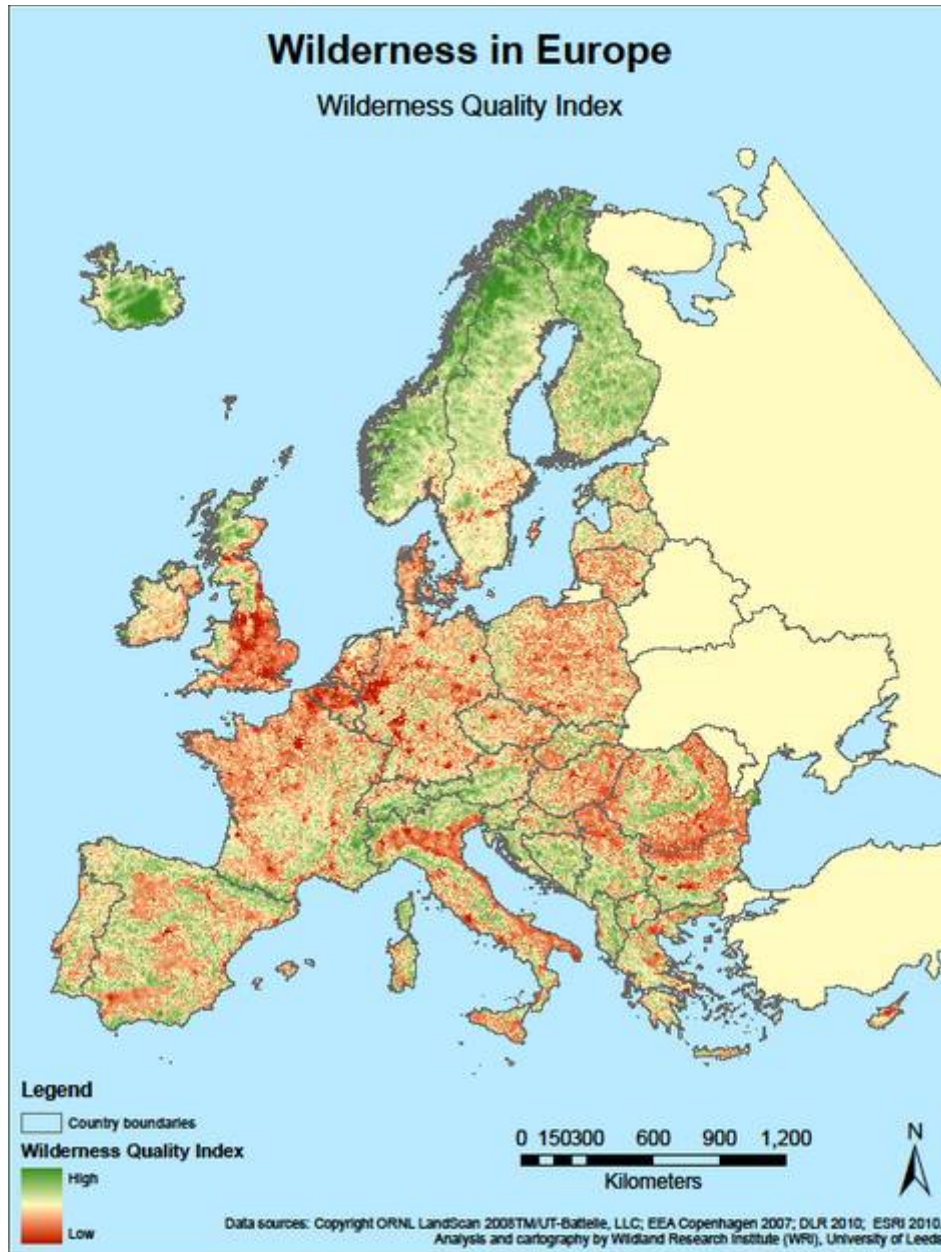 Wilderness in Europe
Wilderness Quality Index
Legend
Country boundaries
Wilderness Quality Index
High
Low
0 150300 600 900 1,200
Kilometers
N
Data sources: Copyright ORNL LandScan 2008TM/UT-Battelle, LLC; EEA Copenhagen 2007; DLR 2010; ESRI 2010.
Analysis and cartography by Wildland Research Institute (WRI), University of Leeds